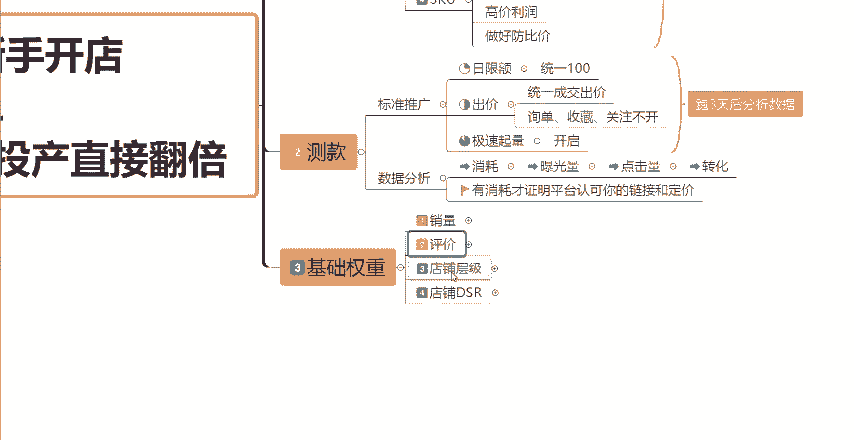 手开店
投产直接翻倍
SKU
高价利润
做好防比价
2 测款
标准推广
日限额
统一100
出价
统一成交出价
询单、收藏、关注不开
极速起量
开启
跑3天后分析数据
数据分析
消耗
曝光量
点击量
转化
有消耗才证明平台认可你的链接和定价
3 基础权重
1 销量
2 评价
3 店铺层级
4 店铺DSR